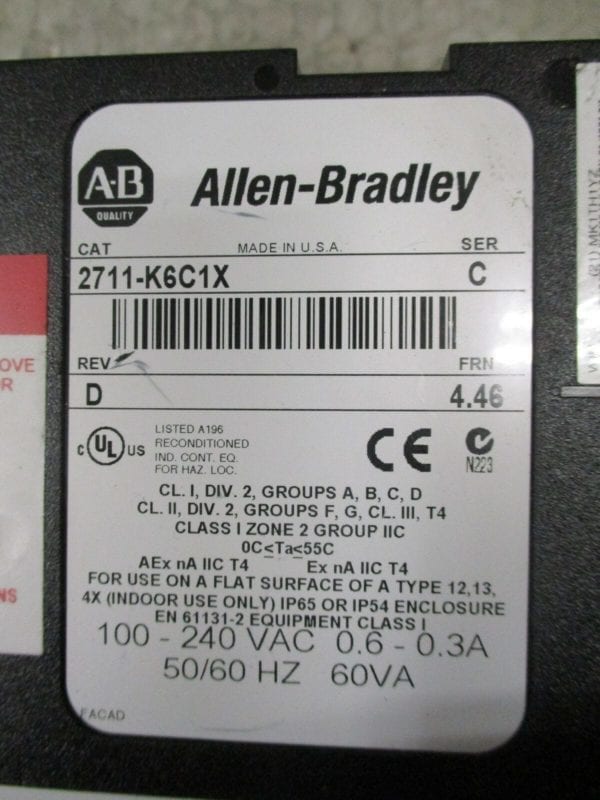 A·B
QUALITY
Allen-Bradley
CAT MADE IN U.S.A. SER
2711-K6C1X C
REV FRN
D 4.46
c UL US
LISTED A196
RECONDITIONED
IND. CONT. EQ.
FOR HAZ. LOC.
CE
N223
CL. I, DIV. 2, GROUPS A, B, C, D
CL. II, DIV. 2, GROUPS F, G, CL. III, T4
CLASS I ZONE 2 GROUP IIC
0C≤Ta≤55C
AEx nA IIC T4 Ex nA IIC T4
FOR USE ON A FLAT SURFACE OF A TYPE 12,13,
4X (INDOOR USE ONLY) IP65 OR IP54 ENCLOSURE
EN 61131-2 EQUIPMENT CLASS I
100 - 240 VAC 0.6 - 0.3A
50/60 HZ 60VA
FACAD
OVE
R
NS
(21) MK1TH1YZ